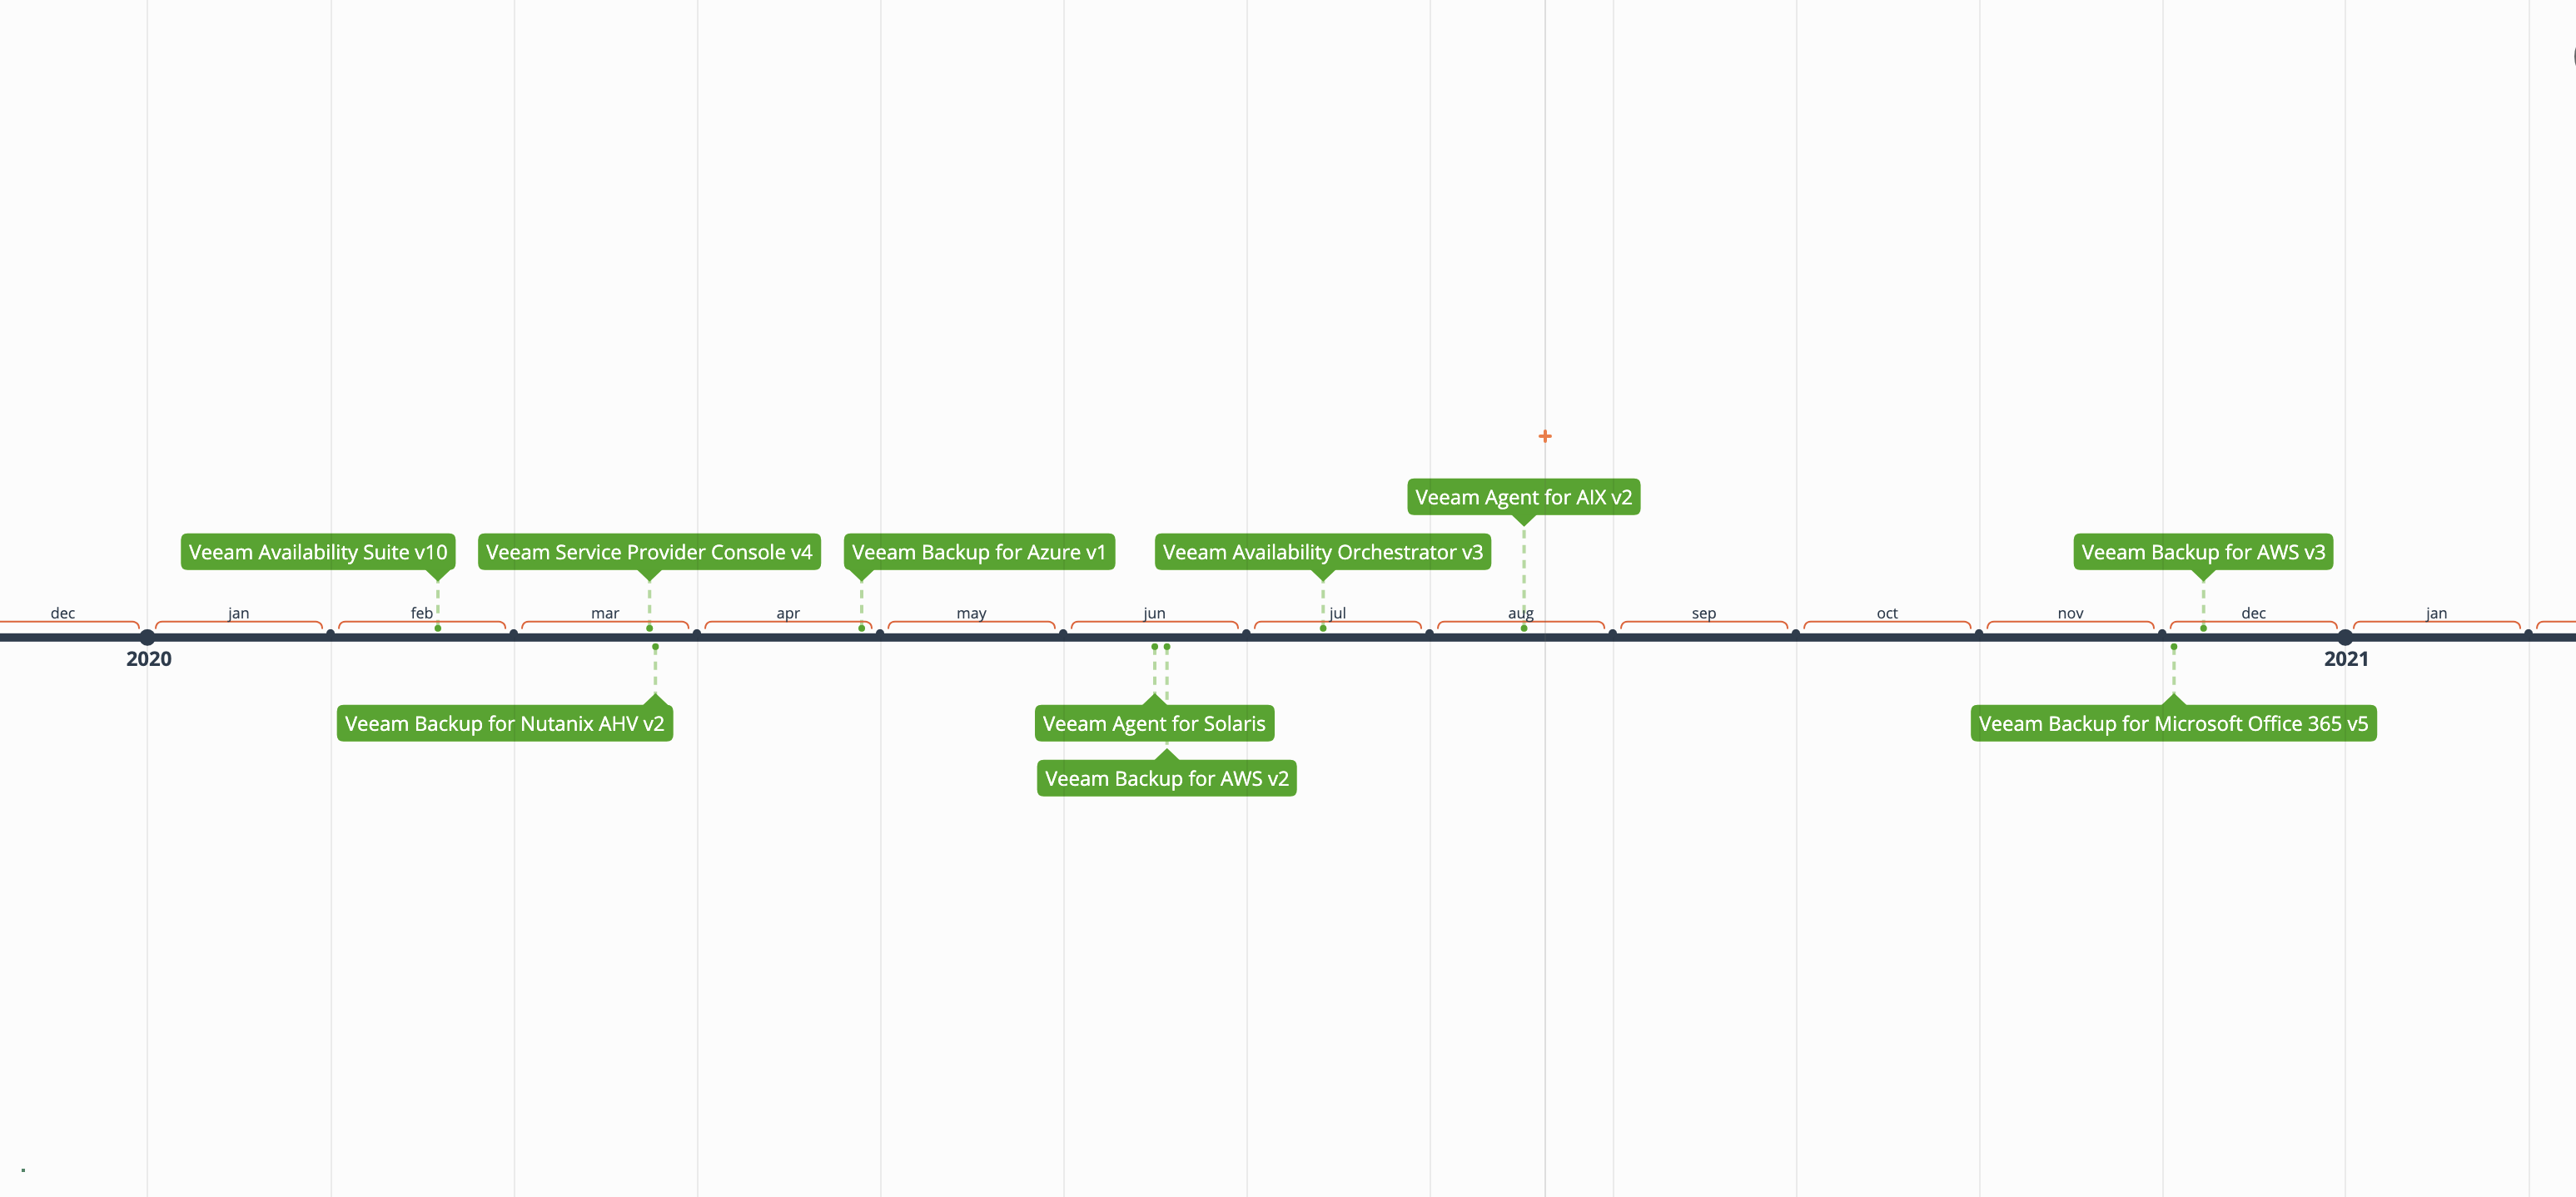 Veeam Agent for AIX v2
Veeam Availability Suite v10
Veeam Service Provider Console v4
Veeam Backup for Azure v1
Veeam Availability Orchestrator v3
Veeam Backup for AWS v3
dec
jan
feb
mar
apr
may
jun
jul
aug
sep
oct
nov
dec
jan
2020
2021
Veeam Backup for Nutanix AHV v2
Veeam Agent for Solaris
Veeam Backup for Microsoft Office 365 v5
Veeam Backup for AWS v2